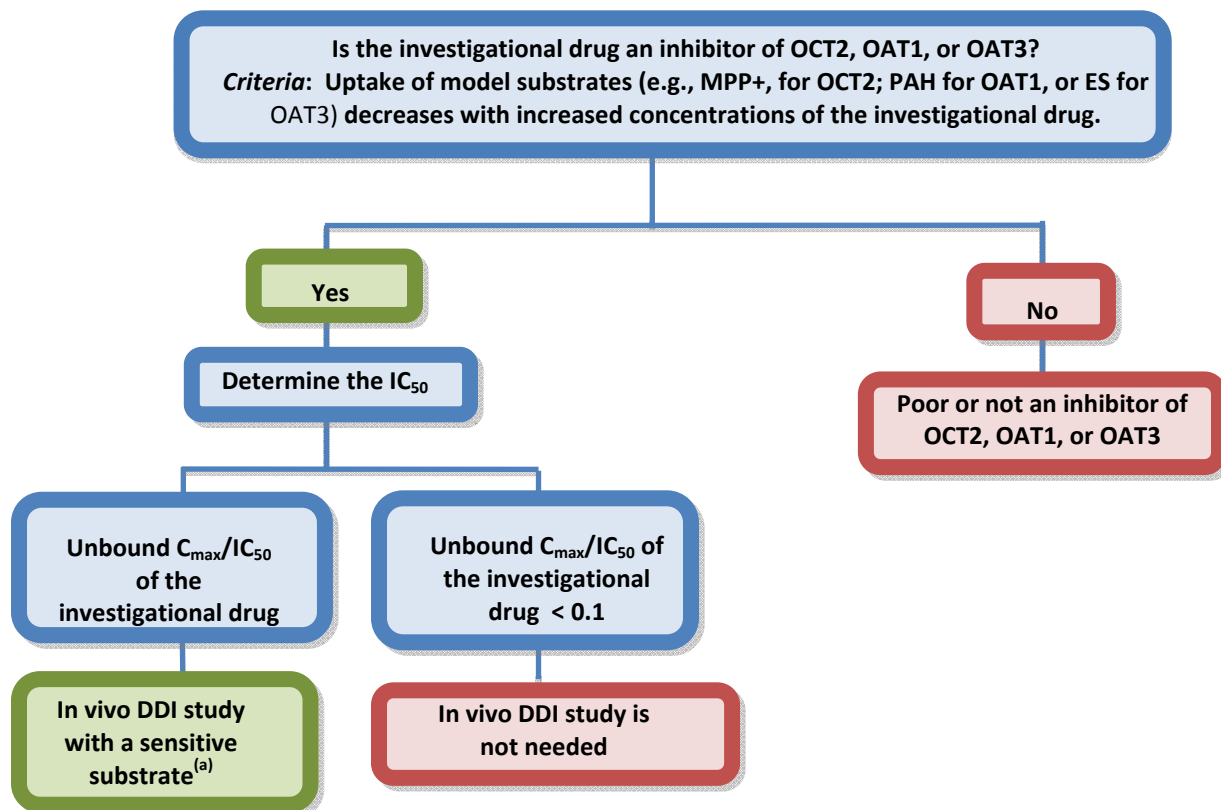 Is the investigational drug an inhibitor of OCT2, OAT1, or OAT3?
Criteria: Uptake of model substrates (e.g., MPP+, for OCT2; PAH for OAT1, or ES for
OAT3) decreases with increased concentrations of the investigational drug.
Yes
No
Determine the IC50
Poor or not an inhibitor of
OCT2, OAT1, or OAT3
Unbound Cmax/IC50
of the
investigational drug
Unbound Cmax/IC50 of
the investigational
drug < 0.1
In vivo DDI study
with a sensitive
substrate(a)
In vivo DDI study is
not needed